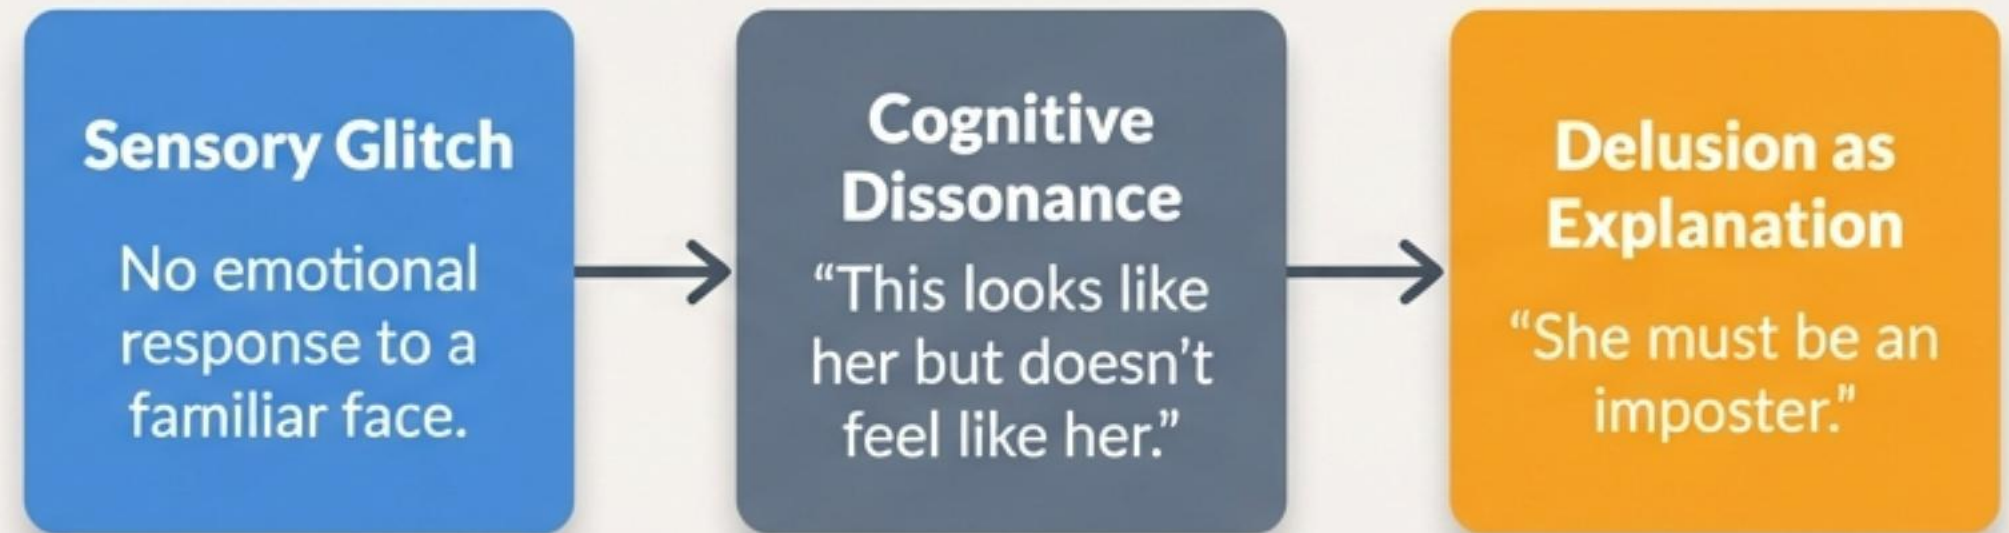 Sensory Glitch
No emotional
response to a
familiar face.
Cognitive
Dissonance
“This looks like
her but doesn’t
feel like her.”
Delusion as
Explanation
“She must be an
imposter.”